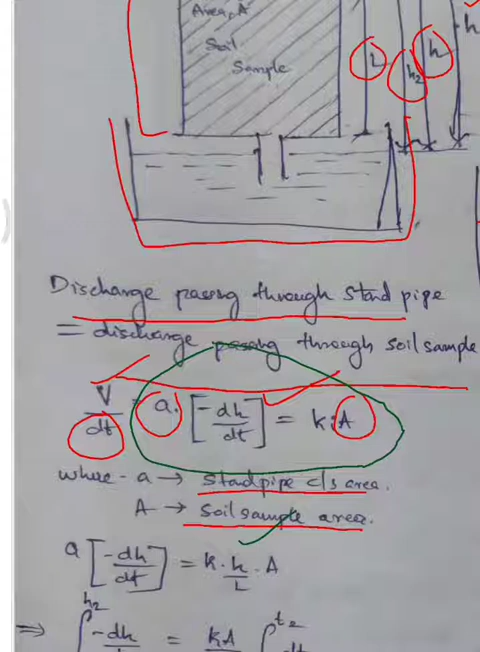 Area, A
Soil
Sample
L
h₂
h
h
Discharge passing through Stand pipe
= discharge passing through soil sample
V/dt = a. [-dh/dt] = k.i.A
where - a → Standpipe c/s area.
A → Soil sample area.
a [-dh/dt] = k. h/L . A
⇒ ∫ h₂ -dh = kA ∫ t₂ dt